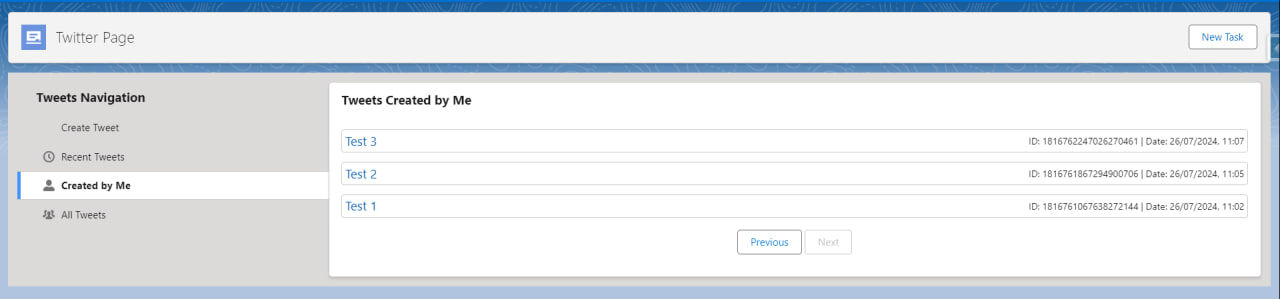 Twitter Page
New Task
Tweets Navigation
Create Tweet
Recent Tweets
Created by Me
All Tweets
Tweets Created by Me
Test 3 ID: 1816762247026270461 | Date: 26/07/2024, 11:07
Test 2 ID: 1816761867294900706 | Date: 26/07/2024, 11:05
Test 1 ID: 1816761067638272144 | Date: 26/07/2024, 11:02
Previous Next